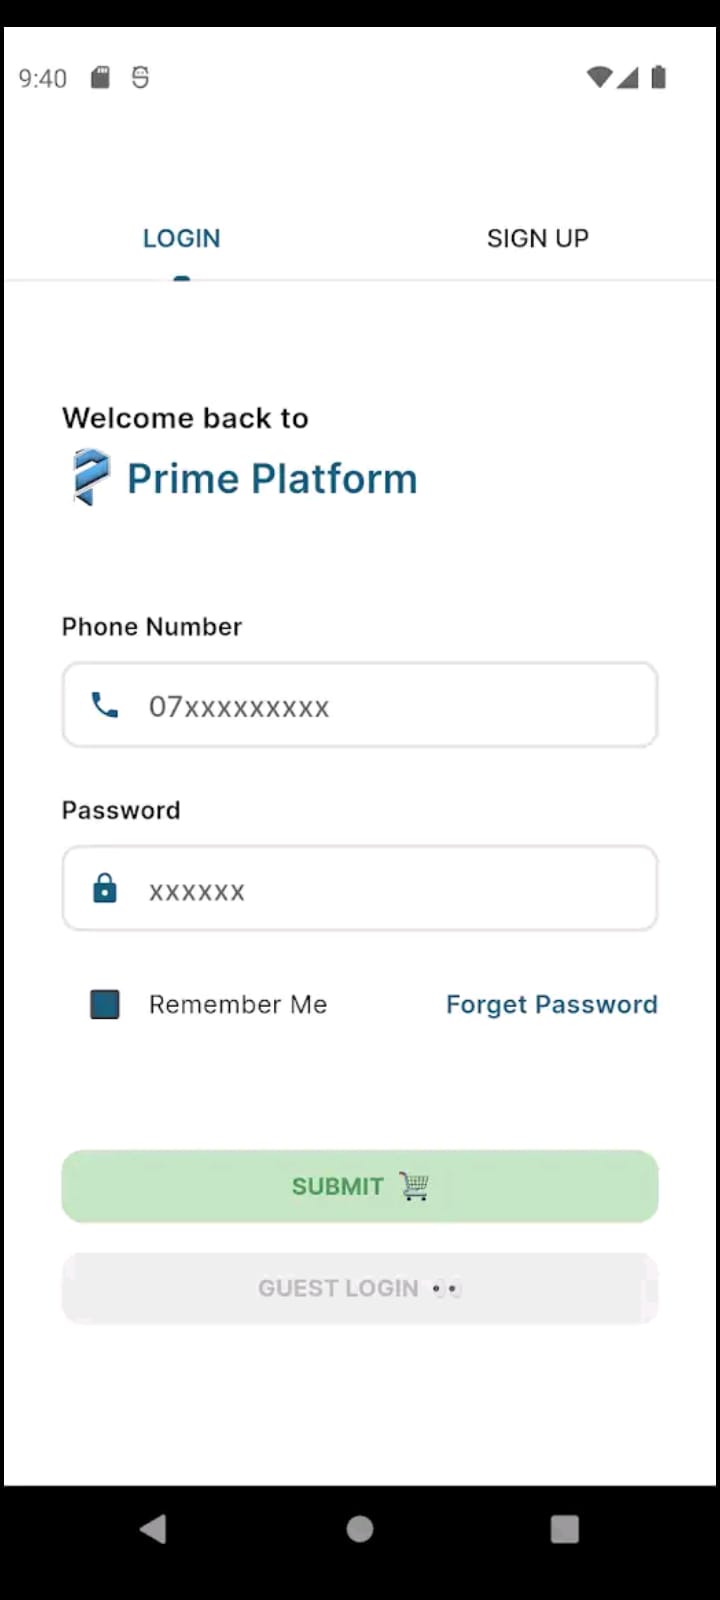 9:40
LOGIN SIGN UP
Welcome back to
Prime Platform
Phone Number
07xxxxxxxxx
Password
xxxxxx
Remember Me Forget Password
SUBMIT 🛒
GUEST LOGIN 👀